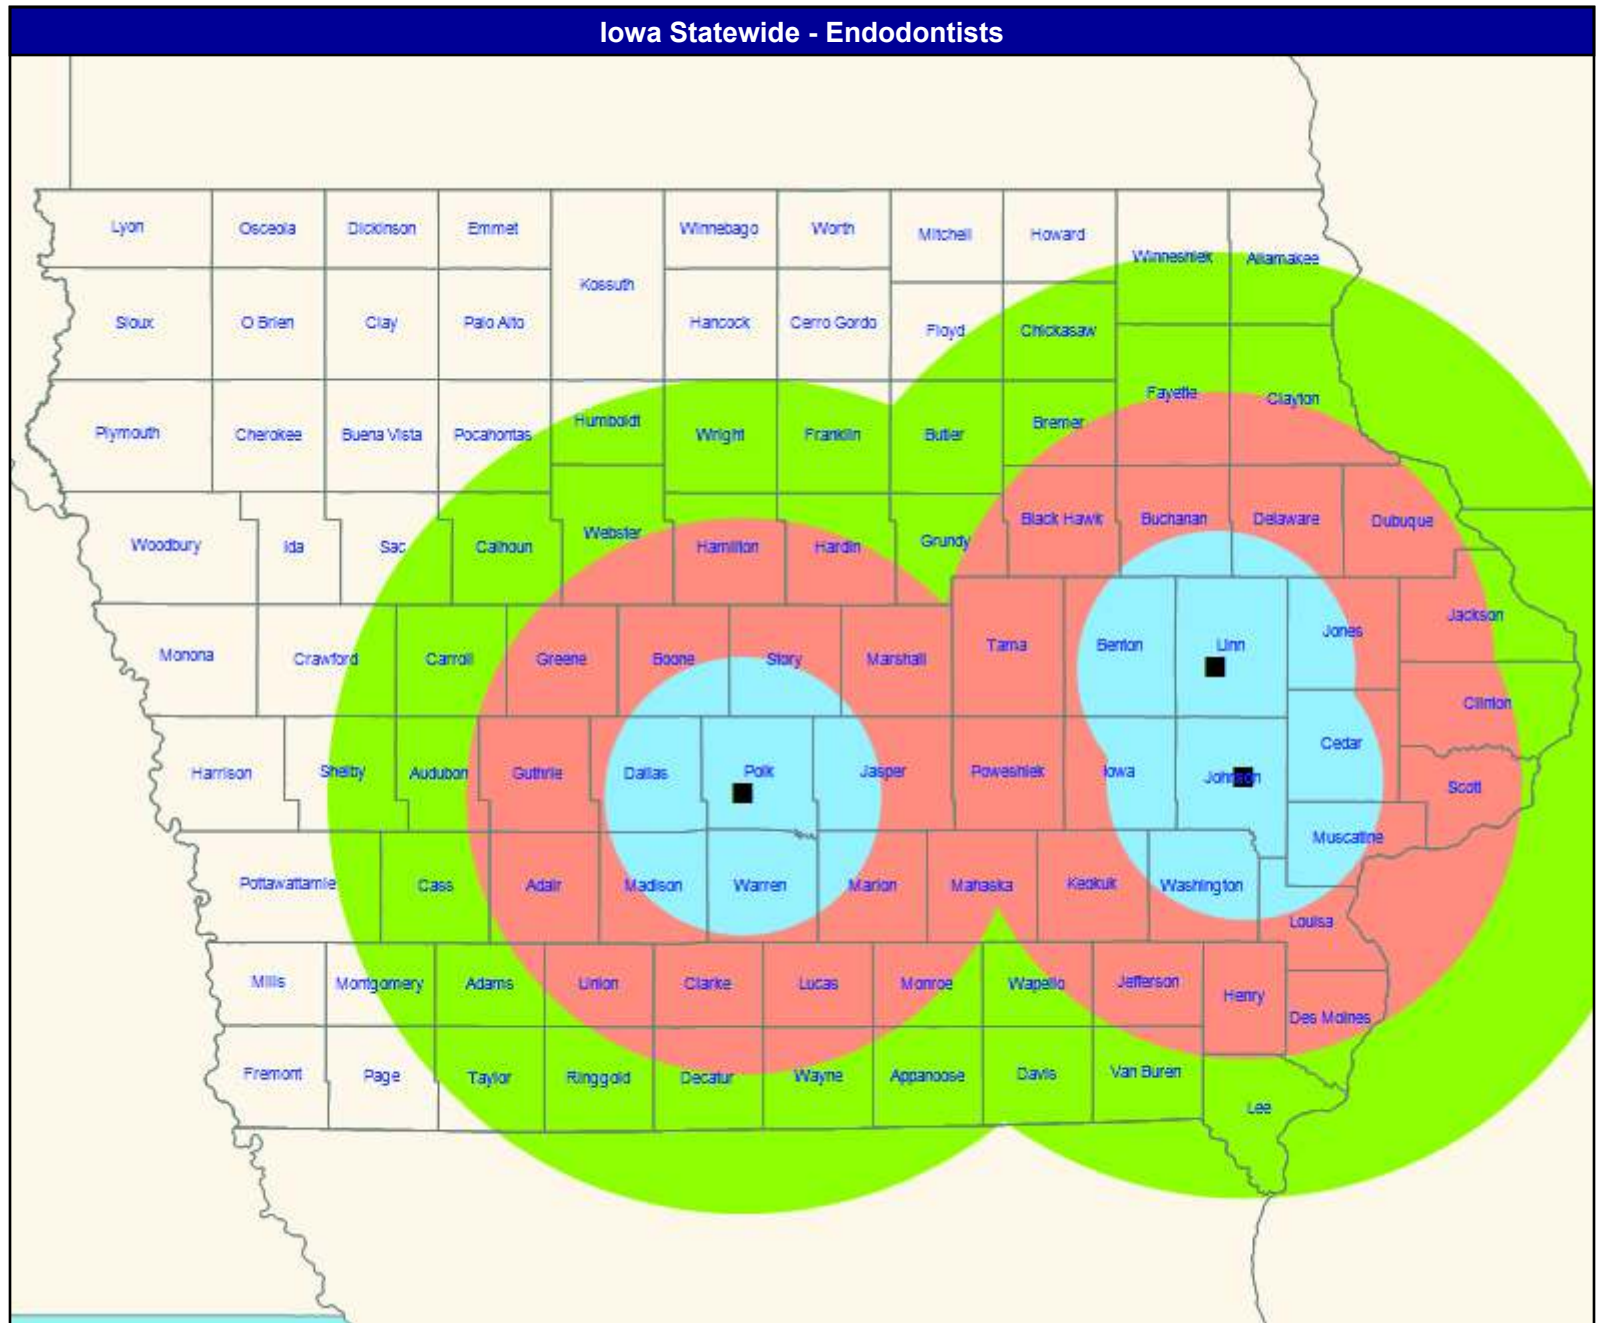 Iowa Statewide - Endodontists
Lyon
Osceola
Dickinson
Emmet
Kossuth
Winnebago
Worth
Mitchell
Howard
Winneshiek
Allamakee
Sioux
O Brien
Clay
Palo Alto
Hancock
Cerro Gordo
Floyd
Chickasaw
Fayette
Clayton
Plymouth
Cherokee
Buena Vista
Pocahontas
Humboldt
Wright
Franklin
Butler
Bremer
Woodbury
Ida
Sac
Calhoun
Webster
Hamilton
Hardin
Grundy
Black Hawk
Buchanan
Delaware
Dubuque
Monona
Crawford
Carroll
Greene
Boone
Story
Marshall
Tama
Benton
Linn
Jones
Jackson
Clinton
Harrison
Shelby
Audubon
Guthrie
Dallas
Polk
Jasper
Poweshiek
Iowa
Johnson
Cedar
Scott
Muscatine
Pottawattamie
Cass
Adair
Madison
Warren
Marion
Mahaska
Keokuk
Washington
Louisa
Mills
Montgomery
Adams
Union
Clarke
Lucas
Monroe
Wapello
Jefferson
Henry
Des Moines
Fremont
Page
Taylor
Ringgold
Decatur
Wayne
Appanoose
Davis
Van Buren
Lee